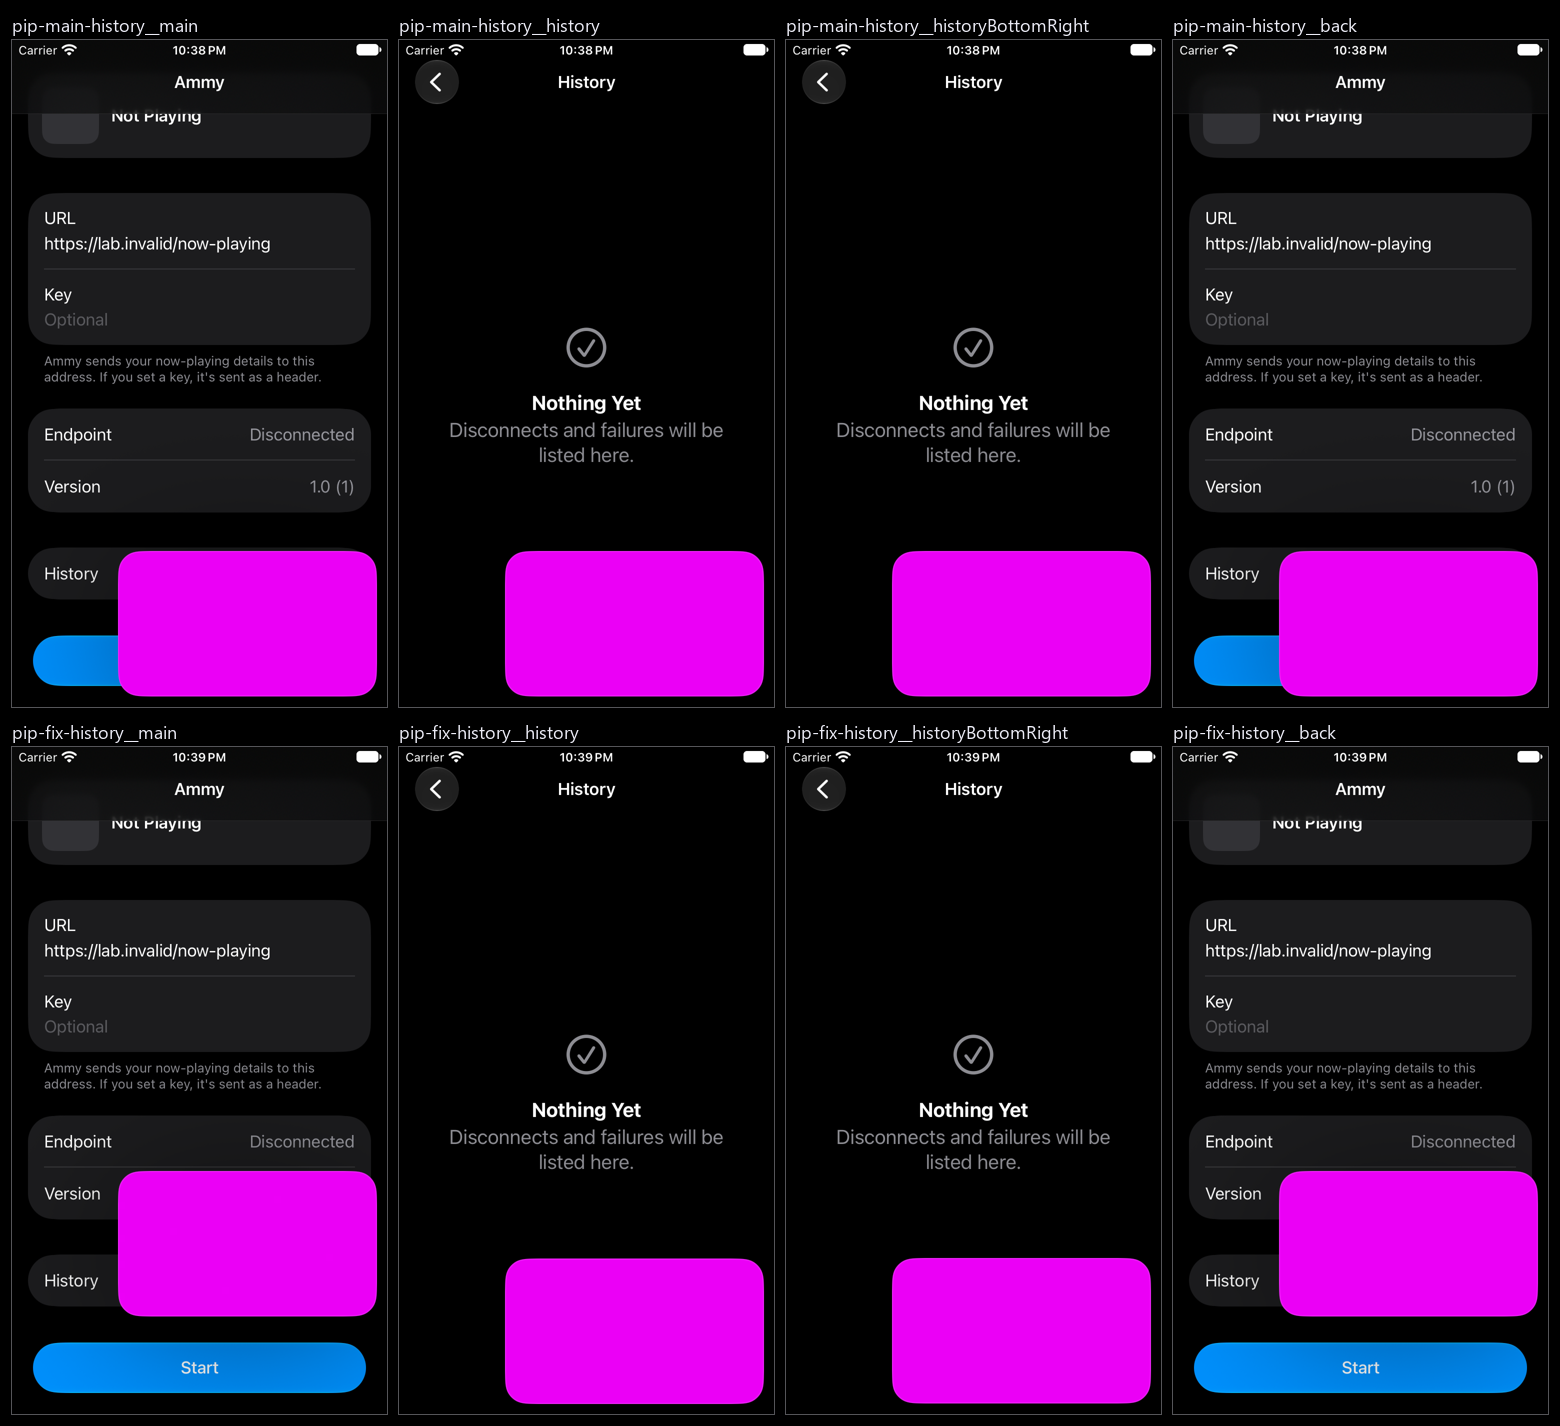 pip-main-history__main
Carrier 10:38 PM
Ammy
Not Playing
URL
https://lab.invalid/now-playing
Key
Optional
Ammy sends your now-playing details to this
address. If you set a key, it's sent as a header.
Endpoint Disconnected
Version 1.0 (1)
History
pip-main-history__history
Carrier 10:38 PM
History
Nothing Yet
Disconnects and failures will be
listed here.
pip-main-history__historyBottomRight
Carrier 10:38 PM
History
Nothing Yet
Disconnects and failures will be
listed here.
pip-main-history__back
Carrier 10:38 PM
Ammy
Not Playing
URL
https://lab.invalid/now-playing
Key
Optional
Ammy sends your now-playing details to this
address. If you set a key, it's sent as a header.
Endpoint Disconnected
Version 1.0 (1)
History
pip-fix-history__main
Carrier 10:39 PM
Ammy
Not Playing
URL
https://lab.invalid/now-playing
Key
Optional
Ammy sends your now-playing details to this
address. If you set a key, it's sent as a header.
Endpoint Disconnected
Version
History
Start
pip-fix-history__history
Carrier 10:39 PM
History
Nothing Yet
Disconnects and failures will be
listed here.
pip-fix-history__historyBottomRight
Carrier 10:39 PM
History
Nothing Yet
Disconnects and failures will be
listed here.
pip-fix-history__back
Carrier 10:39 PM
Ammy
Not Playing
URL
https://lab.invalid/now-playing
Key
Optional
Ammy sends your now-playing details to this
address. If you set a key, it's sent as a header.
Endpoint Disconnected
Version
History
Start